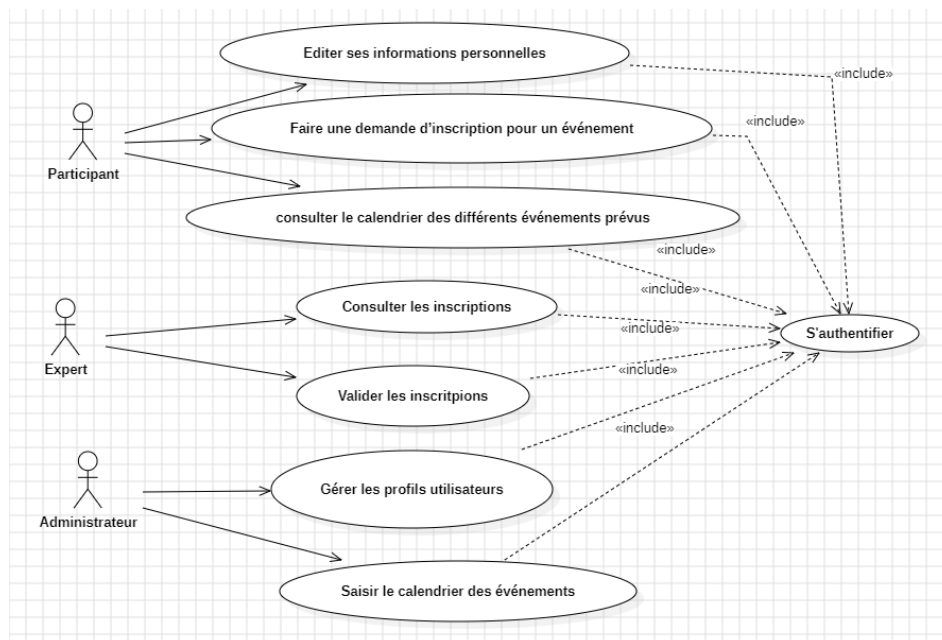 Editer ses informations personnelles
«include»
«include»
Faire une demande d'inscription pour un événement
Participant
consulter le calendrier des différents événements prévus
«include»
«include»
Consulter les inscriptions
«include»
S'authentifier
Expert
«include»
Valider les inscritpions
«include»
Gérer les profils utilisateurs
Administrateur
Saisir le calendrier des événements